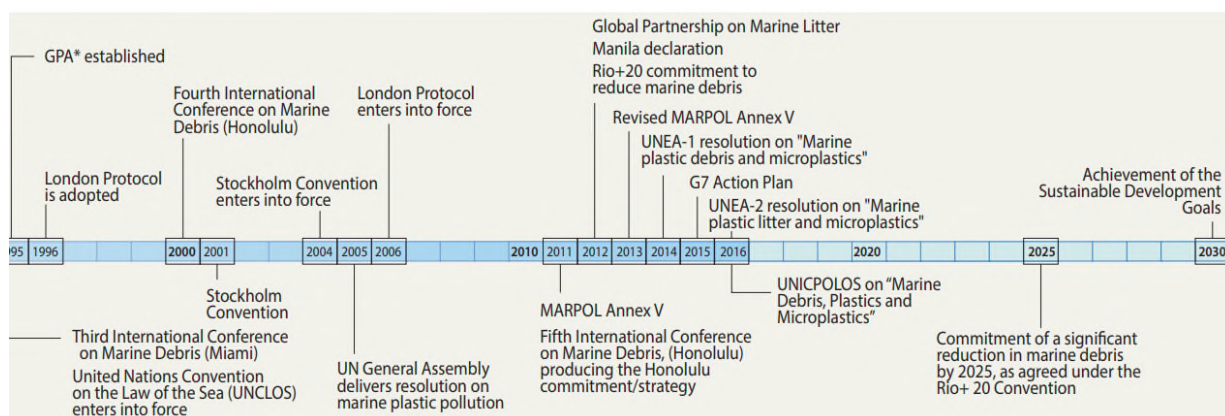 Global Partnership on Marine Litter
Manila declaration
Rio+20 commitment to
reduce marine debris
GPA* established
Fourth International
Conference on Marine
Debris (Honolulu)
London Protocol
enters into force
Revised MARPOL Annex V
UNEA-1 resolution on "Marine
plastic debris and microplastics"
London Protocol
is adopted
Stockholm Convention
enters into force
G7 Action Plan
UNEA-2 resolution on "Marine
plastic litter and microplastics"
Achievement of the
Sustainable Development
Goals
995 1996 2000 2001 2004 2005 2006 2010 2011 2012 2013 2014 2015 2016 2020 2025 2030
Stockholm
Convention
Third International Conference
on Marine Debris (Miami)
United Nations Convention
on the Law of the Sea (UNCLOS)
enters into force
UN General Assembly
delivers resolution on
marine plastic pollution
MARPOL Annex V
Fifth International Conference
on Marine Debris, (Honolulu)
producing the Honolulu
commitment/strategy
UNICPOLOS on “Marine
Debris, Plastics and
Microplastics”
Commitment of a significant
reduction in marine debris
by 2025, as agreed under the
Rio+ 20 Convention